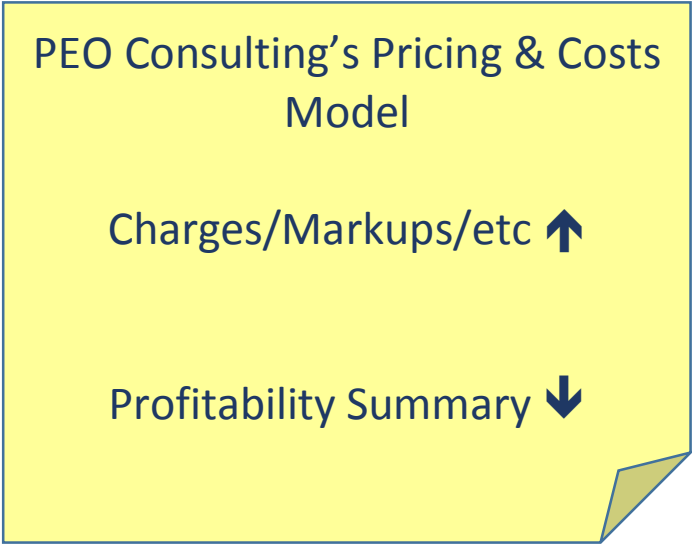 PEO Consulting’s Pricing & Costs
Model
Charges/Markups/etc 🡹
Profitability Summary 🡻